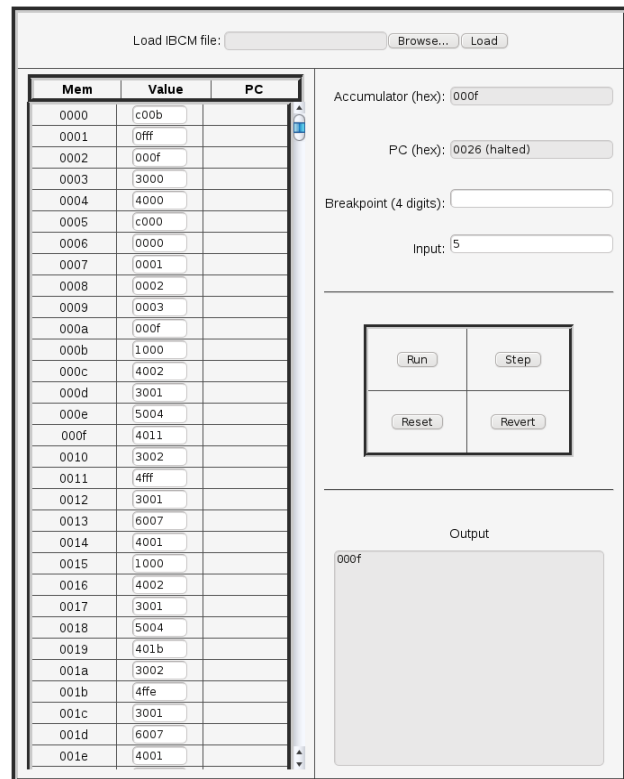 Load IBCM file: Browse... Load
Mem Value PC
0000 c00b
0001 0fff
0002 000f
0003 3000
0004 4000
0005 c000
0006 0000
0007 0001
0008 0002
0009 0003
000a 000f
000b 1000
000c 4002
000d 3001
000e 5004
000f 4011
0010 3002
0011 4fff
0012 3001
0013 6007
0014 4001
0015 1000
0016 4002
0017 3001
0018 5004
0019 401b
001a 3002
001b 4ffe
001c 3001
001d 6007
001e 4001
Accumulator (hex): 000f
PC (hex): 0026 (halted)
Breakpoint (4 digits):
Input: 5
Run Step
Reset Revert
Output
000f